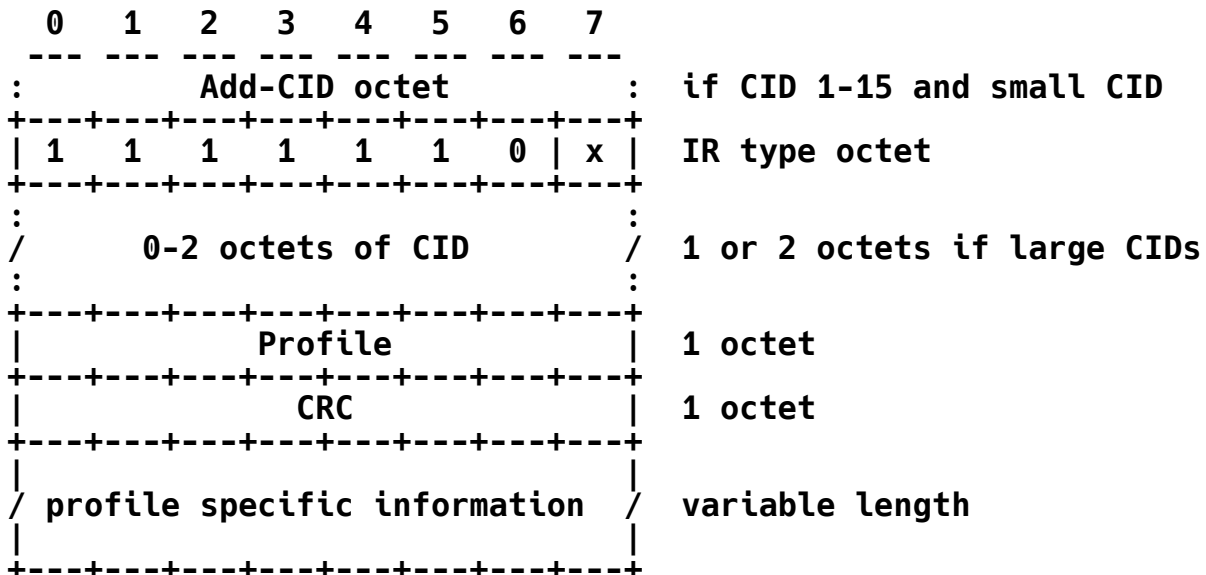 0   1   2   3   4   5   6   7
 --- --- --- --- --- --- --- ---
:         Add-CID octet         :  if CID 1-15 and small CID
+---+---+---+---+---+---+---+---+
| 1   1   1   1   1   1   0 | x |  IR type octet
+---+---+---+---+---+---+---+---+
:                               :
/      0-2 octets of CID        /  1 or 2 octets if large CIDs
:                               :
+---+---+---+---+---+---+---+---+
|            Profile            |  1 octet
+---+---+---+---+---+---+---+---+
|              CRC              |  1 octet
+---+---+---+---+---+---+---+---+
|                               |
/ profile specific information  /  variable length
|                               |
+---+---+---+---+---+---+---+---+